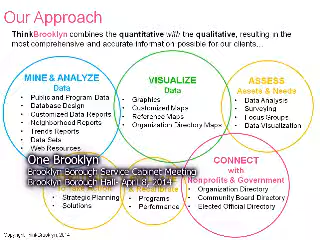 Our Approach
ThinkBrooklyn combines the quantitative with the qualitative, resulting in the
most comprehensive and accurate information possible for our clients…
MINE & ANALYZE
Data
• Public and Program Data
• Database Design
• Customized Data Reports
• Neighborhood Reports
• Trends Reports
• Data Sets
• Web Resources
VISUALIZE
Data
• Graphics
• Customized Maps
• Reference Maps
• Organization Directory Maps
ASSESS
Assets & Needs
• Data Analysis
• Surveying
• Focus Groups
• Data Visualization
One Brooklyn
Brooklyn Borough Service Cabinet Meeting
Brooklyn Borough Hall- April 8, 2014
• Strategic Planning
• Solutions
• Programs
• Performance
CONNECT
with
Nonprofits & Government
• Organization Directory
• Community Board Directory
• Elected Official Directory
Copyright ThinkBrooklyn, 2014